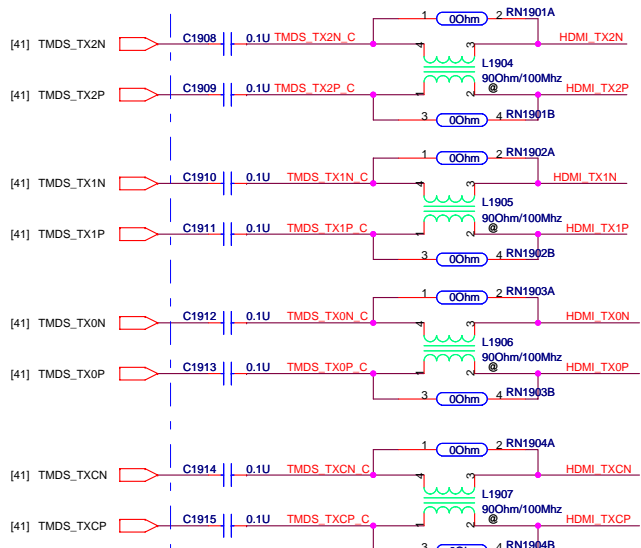 1 0Ohm 2 RN1901A
[41] TMDS_TX2N C1908 0.1U TMDS_TX2N_C 4 3 HDMI_TX2N
L1904
90Ohm/100Mhz
@
[41] TMDS_TX2P C1909 0.1U TMDS_TX2P_C 1 2 HDMI_TX2P
3 0Ohm 4 RN1901B
1 0Ohm 2 RN1902A
[41] TMDS_TX1N C1910 0.1U TMDS_TX1N_C 4 3 HDMI_TX1N
L1905
90Ohm/100Mhz
@
[41] TMDS_TX1P C1911 0.1U TMDS_TX1P_C 1 2 HDMI_TX1P
3 0Ohm 4 RN1902B
1 0Ohm 2 RN1903A
[41] TMDS_TX0N C1912 0.1U TMDS_TX0N_C 4 3 HDMI_TX0N
L1906
90Ohm/100Mhz
@
[41] TMDS_TX0P C1913 0.1U TMDS_TX0P_C 1 2 HDMI_TX0P
3 0Ohm 4 RN1903B
1 0Ohm 2 RN1904A
[41] TMDS_TXCN C1914 0.1U TMDS_TXCN_C 4 3 HDMI_TXCN
L1907
90Ohm/100Mhz
@
[41] TMDS_TXCP C1915 0.1U TMDS_TXCP_C 1 2 HDMI_TXCP
3 0Ohm 4 RN1904B